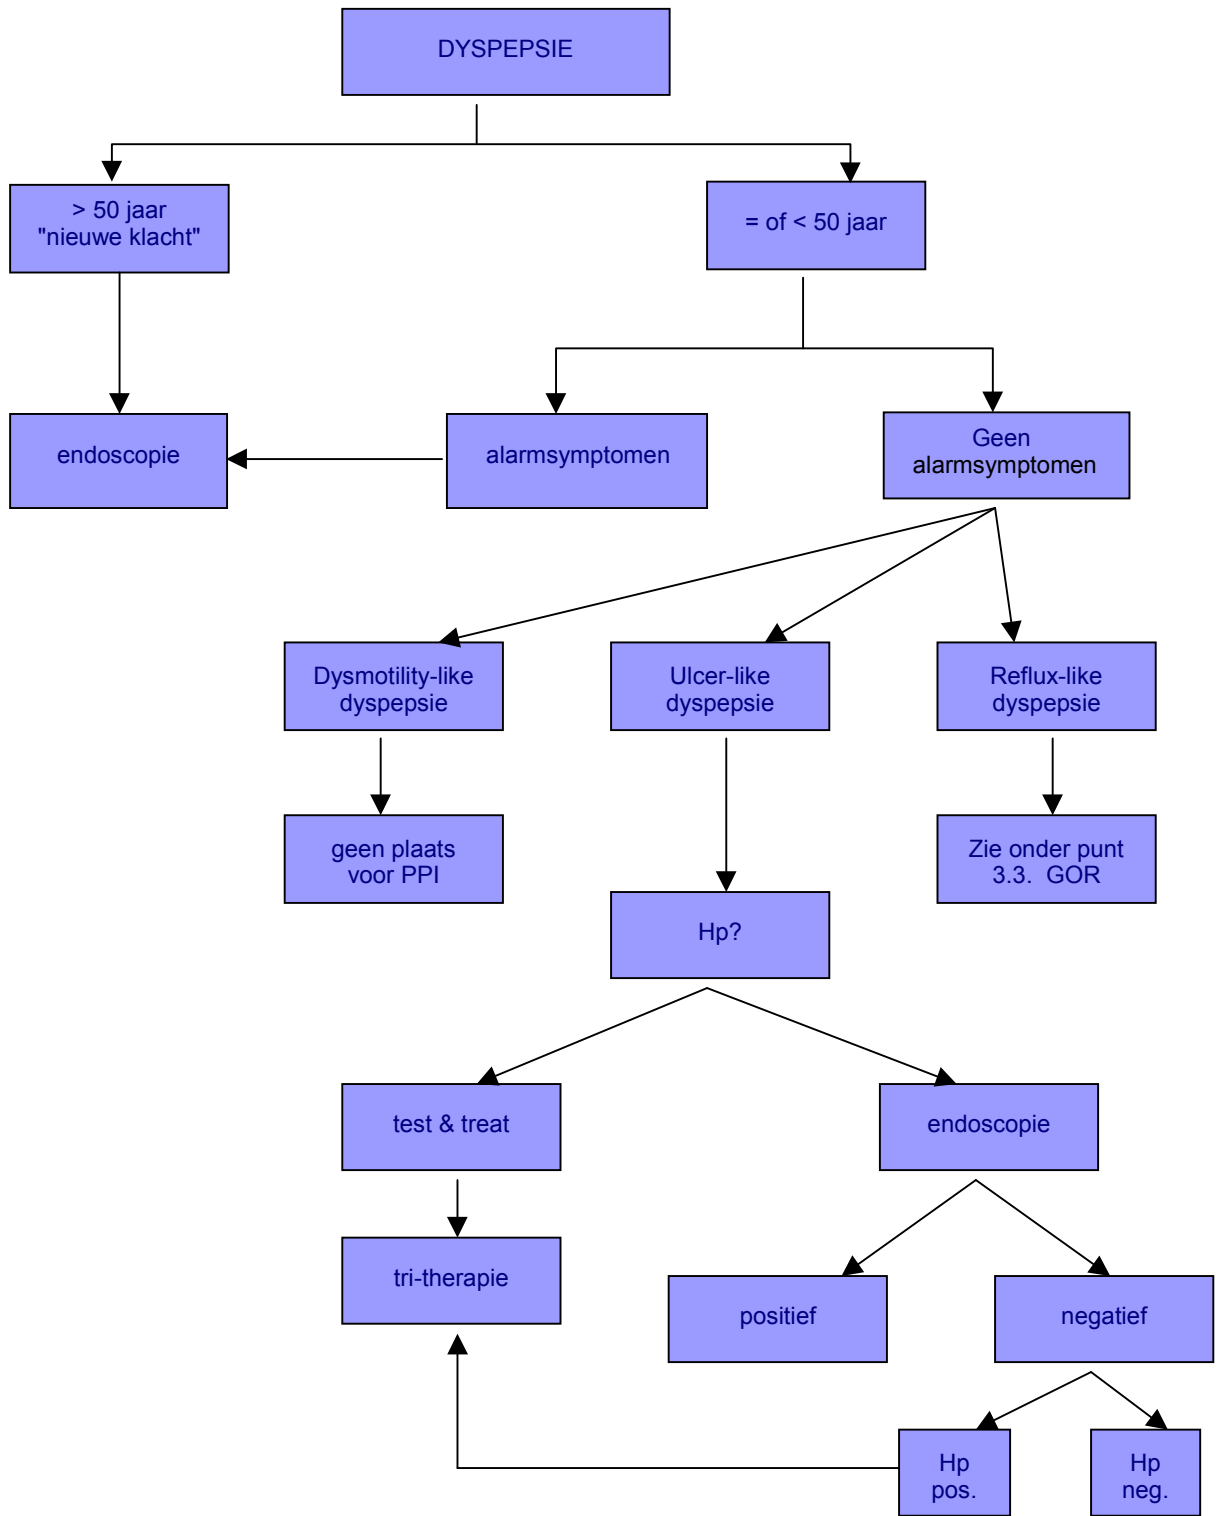 DYSPEPSIE
> 50 jaar
"nieuwe klacht"
= of < 50 jaar
endoscopie
alarmsymptomen
Geen
alarmsymptomen
Dysmotility-like
dyspepsie
Ulcer-like
dyspepsie
Reflux-like
dyspepsie
geen plaats
voor PPI
Zie onder punt
3.3. GOR
Hp?
test & treat
endoscopie
tri-therapie
positief
negatief
Hp
pos.
Hp
neg.